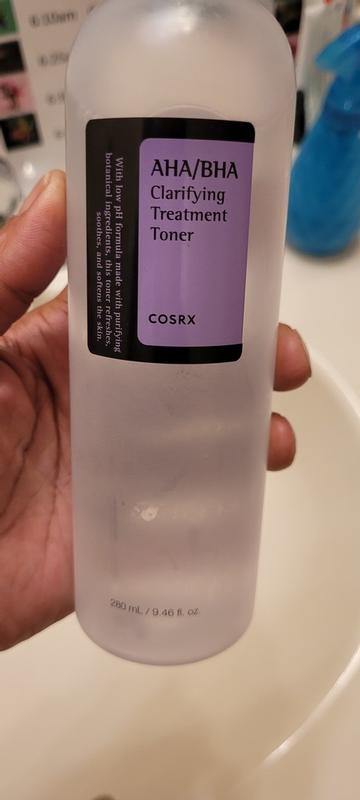 AHA/BHA
Clarifying
Treatment
Toner
COSRX
With low pH formula made with purifying
botanical ingredients, this toner refreshes,
soothes, and softens the skin.
280 mL / 9.46 fl. oz.